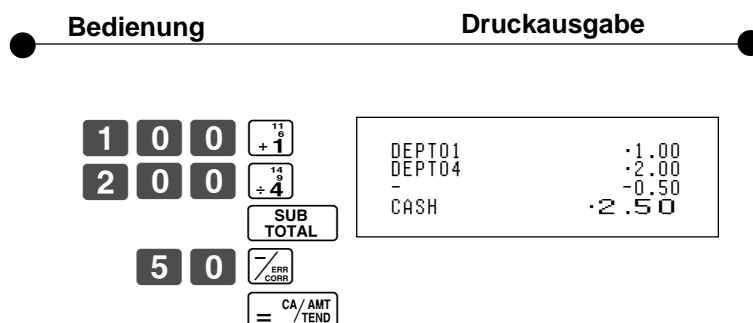 Bedienung Druckausgabe
1 0 0 11 6 +1
2 0 0 14 9 ÷4
SUB TOTAL
5 0 −/ERR CORR
= CA/AMT TEND
DEPT01 ·1.00
DEPT04 ·2.00
- -0.50
CASH ·2.50